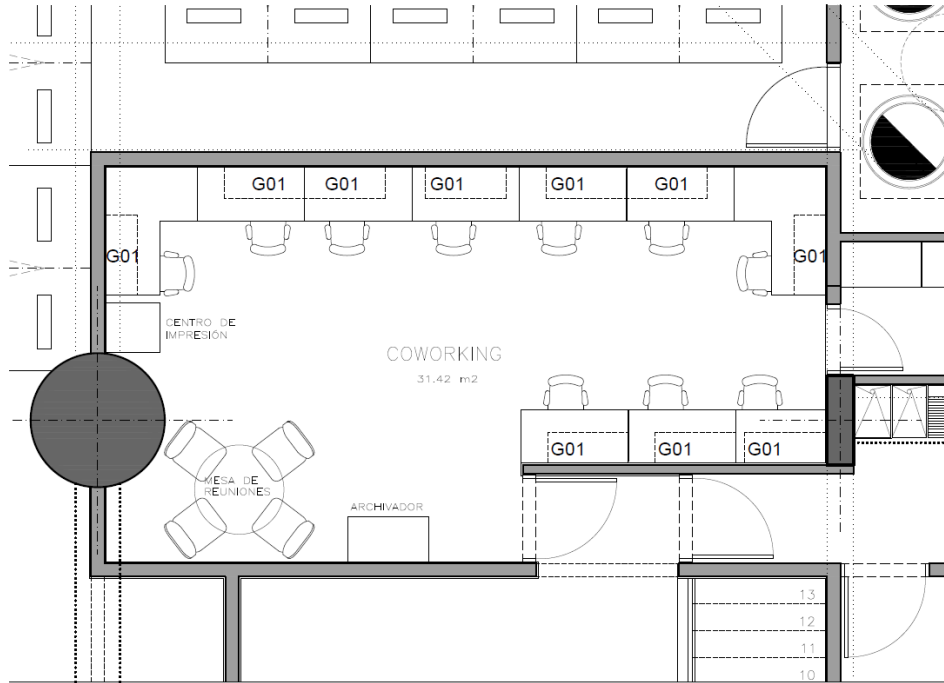 G01
G01
G01
G01
G01
G01
G01
CENTRO DE
IMPRESIÓN
COWORKING
31.42 m2
G01
G01
G01
MESA DE
REUNIONES
ARCHIVADOR
13
12
11
10